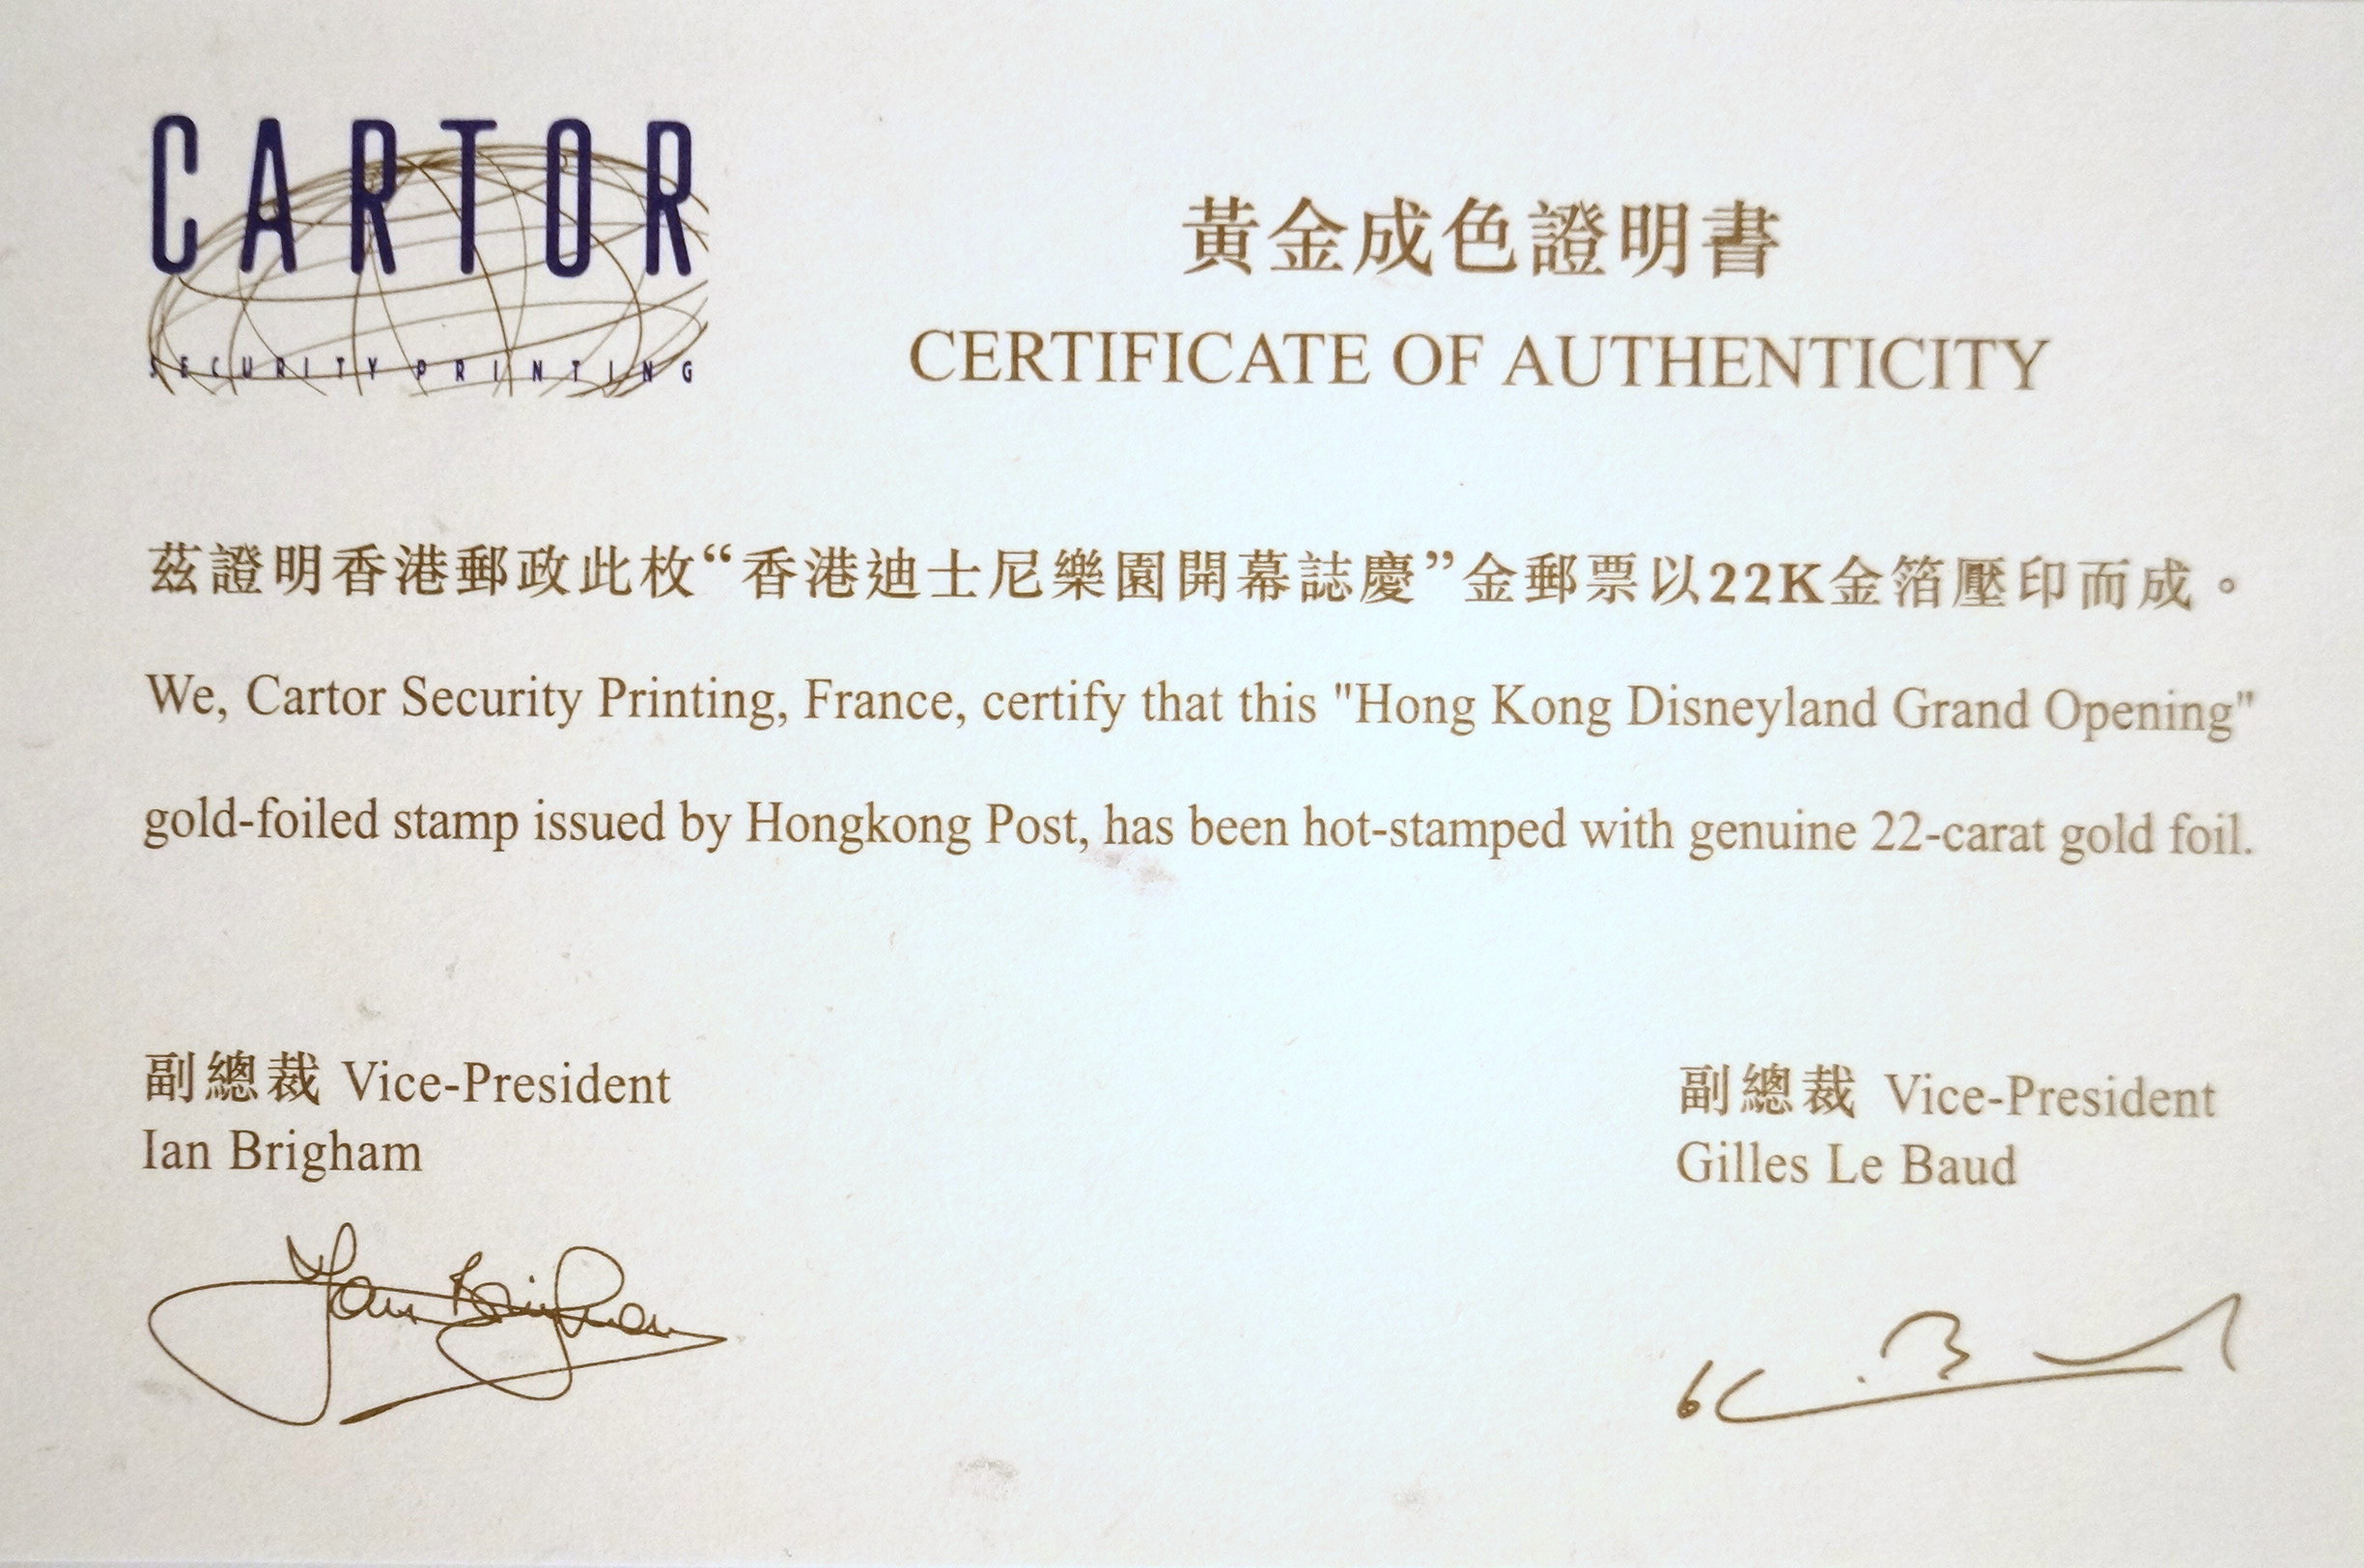 CARTOR
SECURITY PRINTING
黃金成色證明書
CERTIFICATE OF AUTHENTICITY
茲證明香港郵政此枚“香港迪士尼樂園開幕誌慶”金郵票以22K金箔壓印而成。
We, Cartor Security Printing, France, certify that this "Hong Kong Disneyland Grand Opening"
gold-foiled stamp issued by Hongkong Post, has been hot-stamped with genuine 22-carat gold foil.
副總裁 Vice-President
Ian Brigham
Ian Brigham
副總裁 Vice-President
Gilles Le Baud